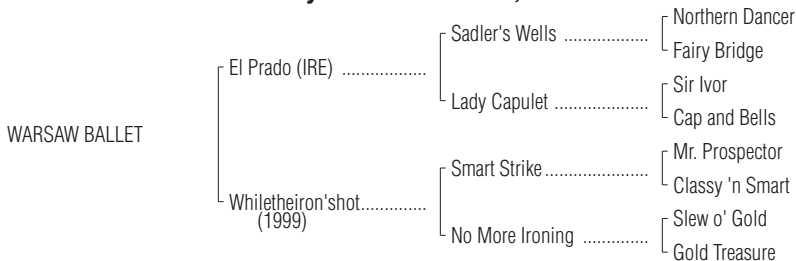 Northern Dancer
Sadler's Wells ..................
Fairy Bridge
El Prado (IRE) ..................
Sir Ivor
Lady Capulet ....................
Cap and Bells
WARSAW BALLET
Mr. Prospector
Smart Strike ......................
Classy 'n Smart
Whiletheiron'shot..............
(1999)
Slew o' Gold
No More Ironing ..............
Gold Treasure